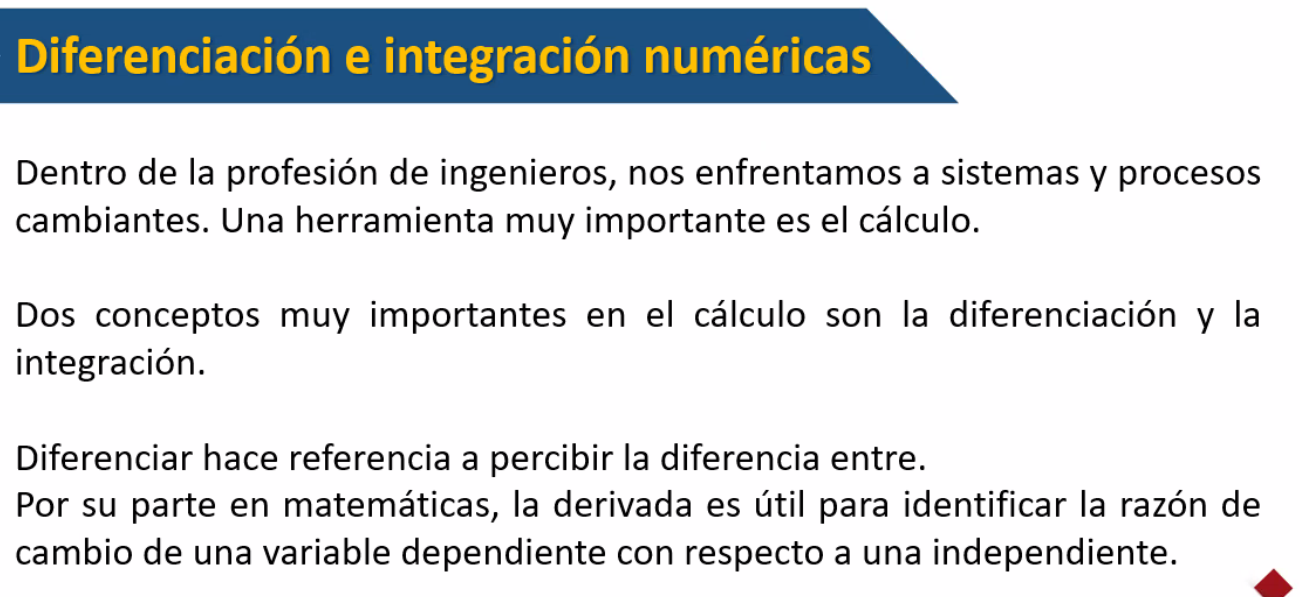 Diferenciación e integración numéricas
Dentro de la profesión de ingenieros, nos enfrentamos a sistemas y procesos
cambiantes. Una herramienta muy importante es el cálculo.
Dos conceptos muy importantes en el cálculo son la diferenciación y la
integración.
Diferenciar hace referencia a percibir la diferencia entre.
Por su parte en matemáticas, la derivada es útil para identificar la razón de
cambio de una variable dependiente con respecto a una independiente.